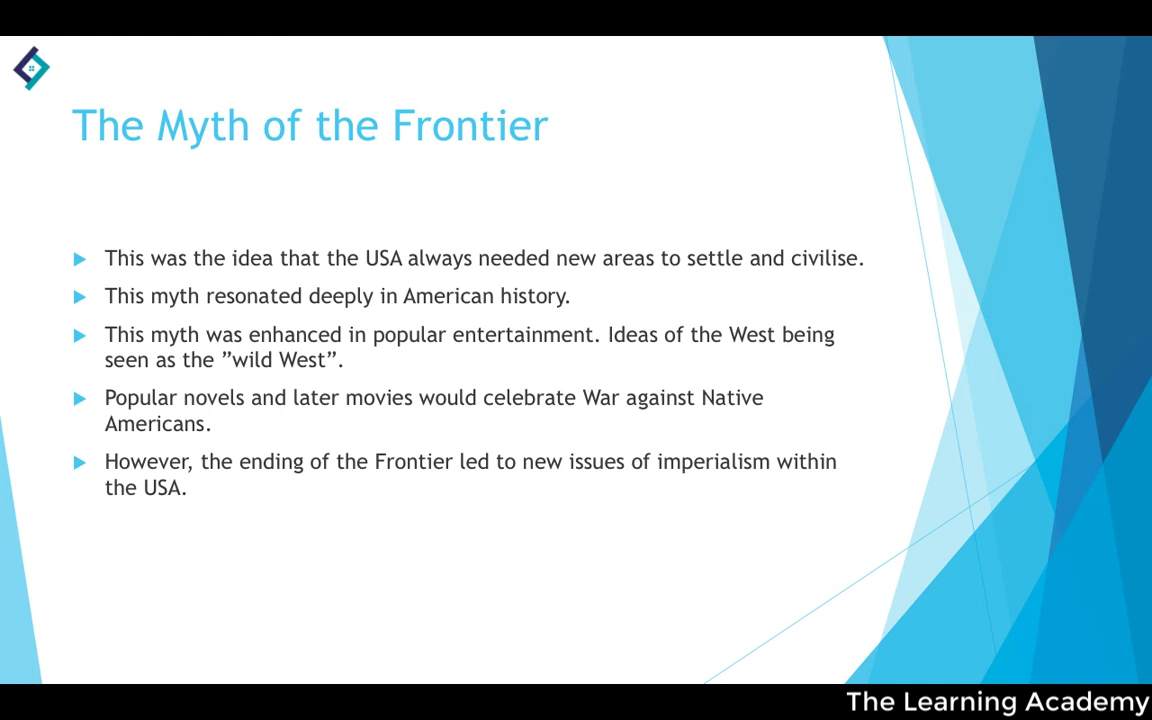 The Myth of the Frontier
This was the idea that the USA always needed new areas to settle and civilise.
This myth resonated deeply in American history.
This myth was enhanced in popular entertainment. Ideas of the West being
seen as the ”wild West”.
Popular novels and later movies would celebrate War against Native
Americans.
However, the ending of the Frontier led to new issues of imperialism within
the USA.
The Learning Academy